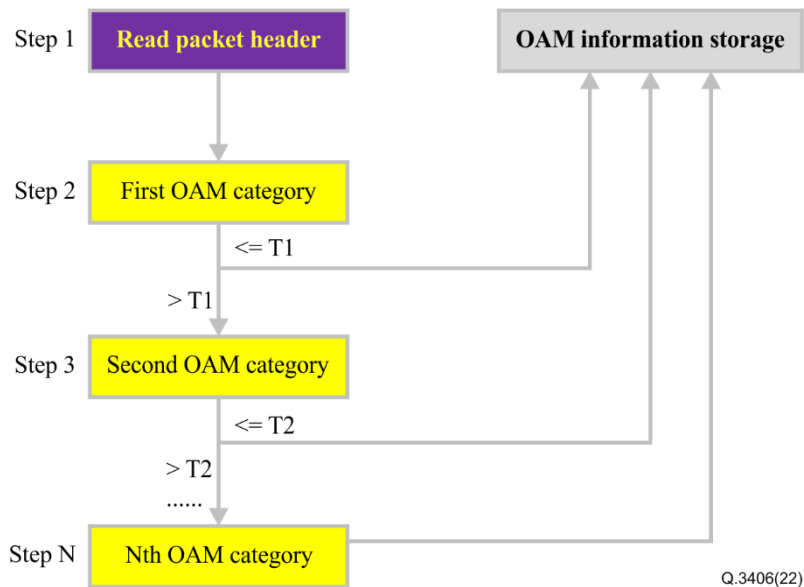 Step 1
Read packet header
OAM information storage
Step 2
First OAM category
<= T1
> T1
Step 3
Second OAM category
<= T2
> T2
......
Step N
Nth OAM category
Q.3406(22)